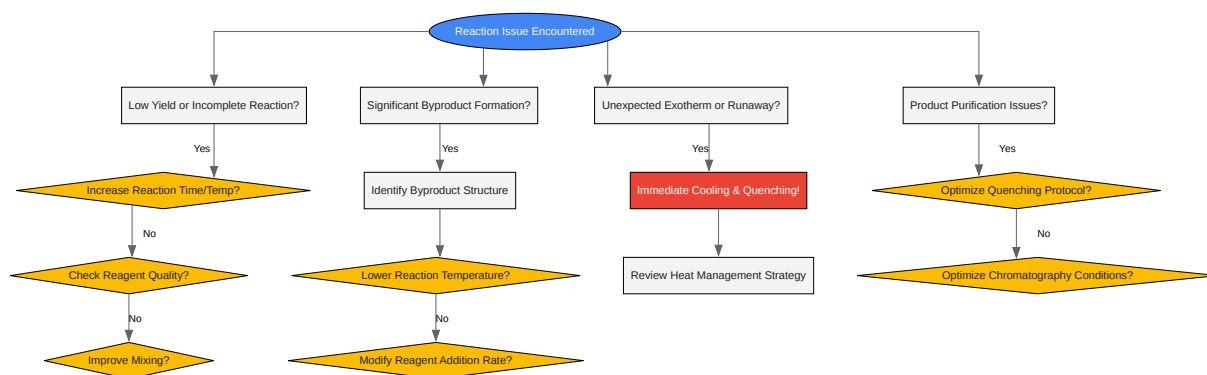 Reaction Issue Encountered
Low Yield or Incomplete Reaction?
Significant Byproduct Formation?
Unexpected Exotherm or Runaway?
Product Purification Issues?
Yes
Yes
Yes
Yes
Increase Reaction Time/Temp?
Identify Byproduct Structure
Immediate Cooling & Quenching!
Optimize Quenching Protocol?
No
No
Check Reagent Quality?
Lower Reaction Temperature?
Review Heat Management Strategy
Optimize Chromatography Conditions?
No
No
Improve Mixing?
Modify Reagent Addition Rate?